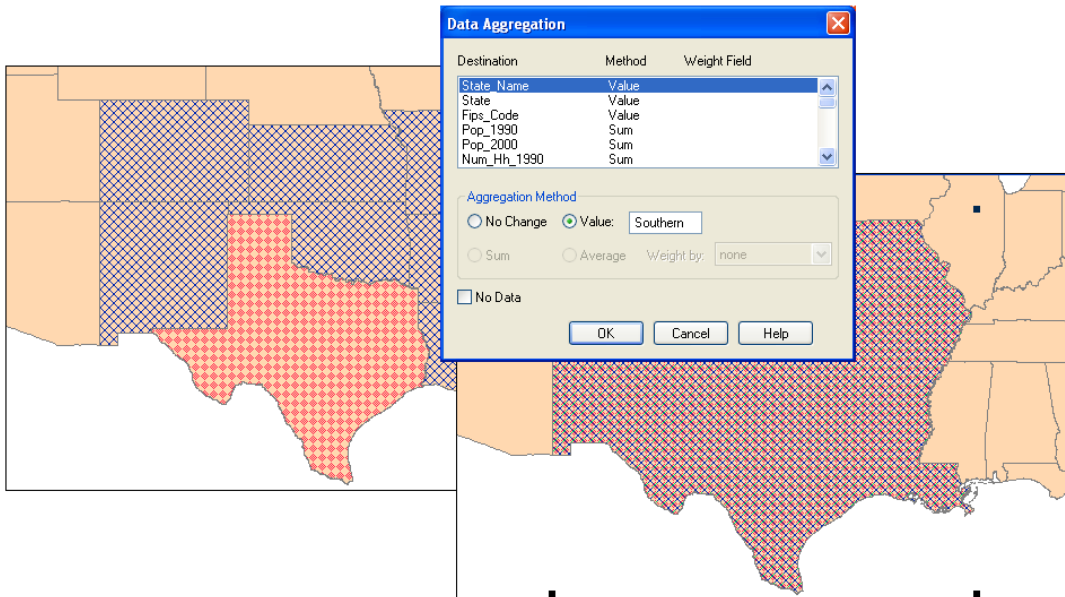 Data Aggregation
Destination Method Weight Field
State_Name Value
State Value
Fips_Code Value
Pop_1990 Sum
Pop_2000 Sum
Num_Hh_1990 Sum
Aggregation Method
No Change Value: Southern
Sum Average Weight by: none
No Data
OK Cancel Help